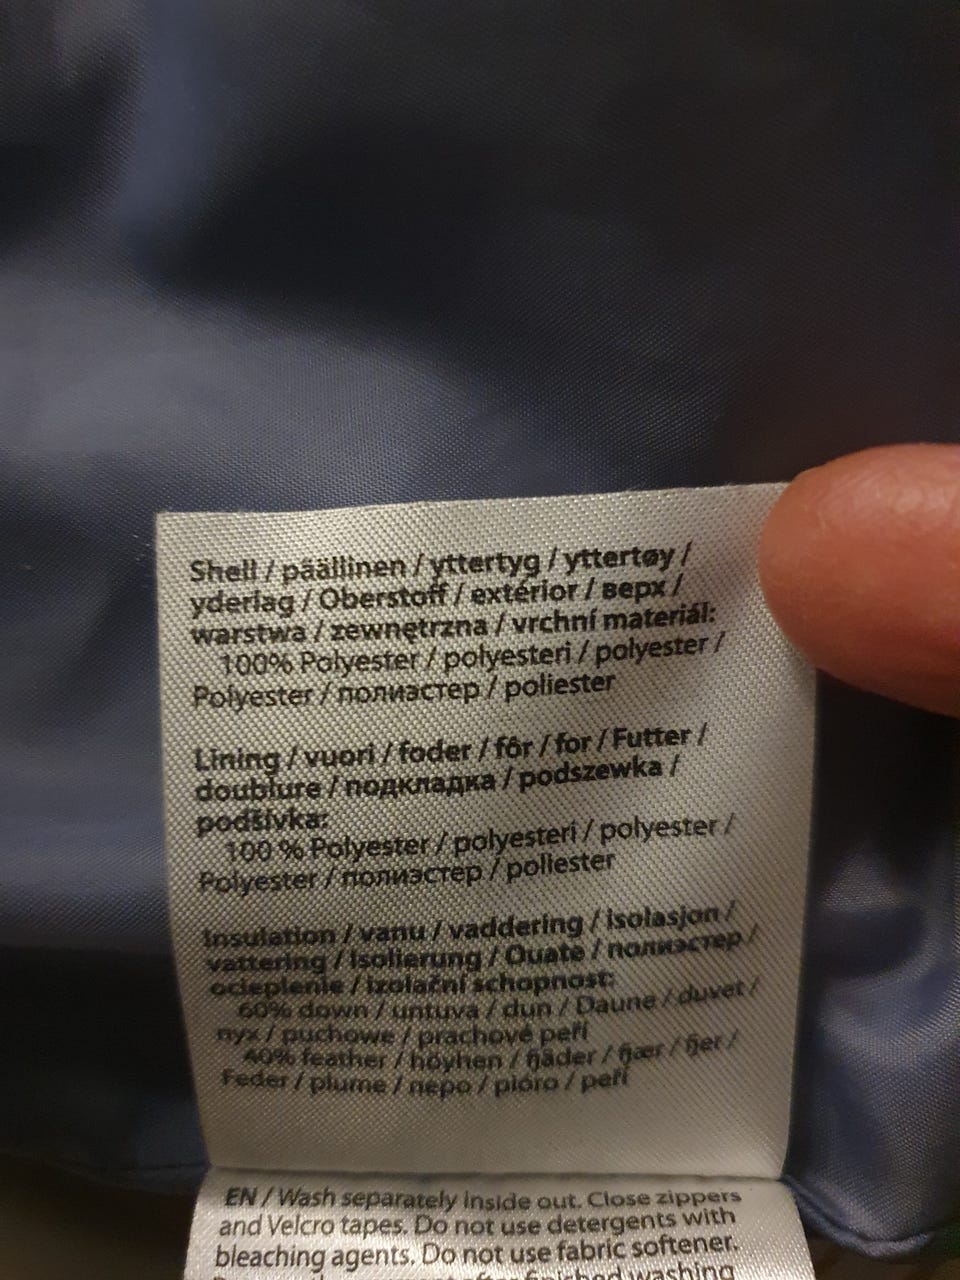 Shell / päällinen / yttertyg / yttertøy /
yderlag / Oberstoff / extérior / верх /
warstwa / zewnętrzna / vrchní materiál:
100% Polyester / polyesteri / polyester /
Polyester / полиэстер / poliester
Lining / vuori / foder / fôr / for / Futter /
doublure / подкладка / podszewka /
podšívka:
100 % Polyester / polyesteri / polyester /
Polyester / полиэстер / poliester
Insulation / vanu / vaddering / isolasjon /
vattering / Isolierung / Ouate / полиэстер /
ocieplenie / izolační schopnost:
60% down / untuva / dun / Daune / duvet /
пух / puchowe / prachové peří
40% feather / höyhen / fjäder / fjær / fjer /
Feder / plume / перо / pióro / peří
EN / Wash separately inside out. Close zippers
and Velcro tapes. Do not use detergents with
bleaching agents. Do not use fabric softener.
finished washing